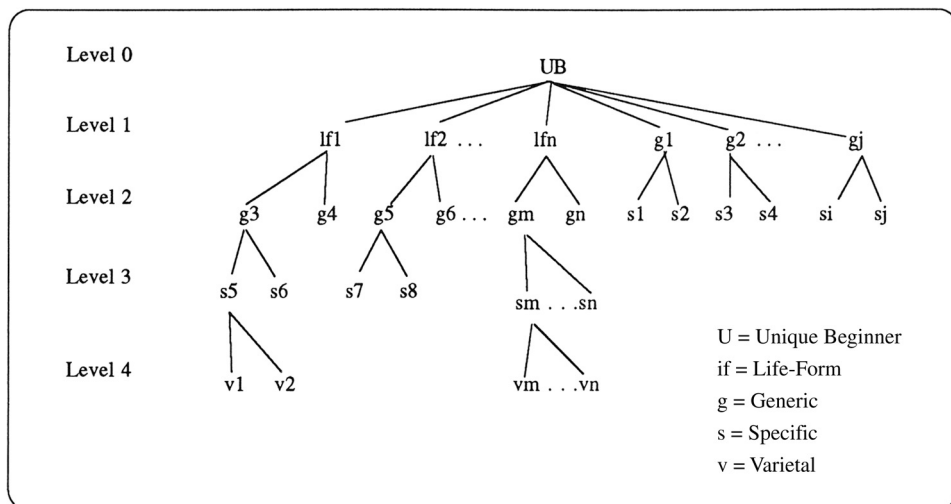 Level 0
UB
Level 1
lf1 lf2 . . . lfn g1 g2 . . . gj
Level 2
g3 g4 g5 g6 . . . gm gn s1 s2 s3 s4 si sj
Level 3
s5 s6 s7 s8 sm . . . sn
U = Unique Beginner
if = Life-Form
Level 4
v1 v2 vm . . . vn
g = Generic
s = Specific
v = Varietal